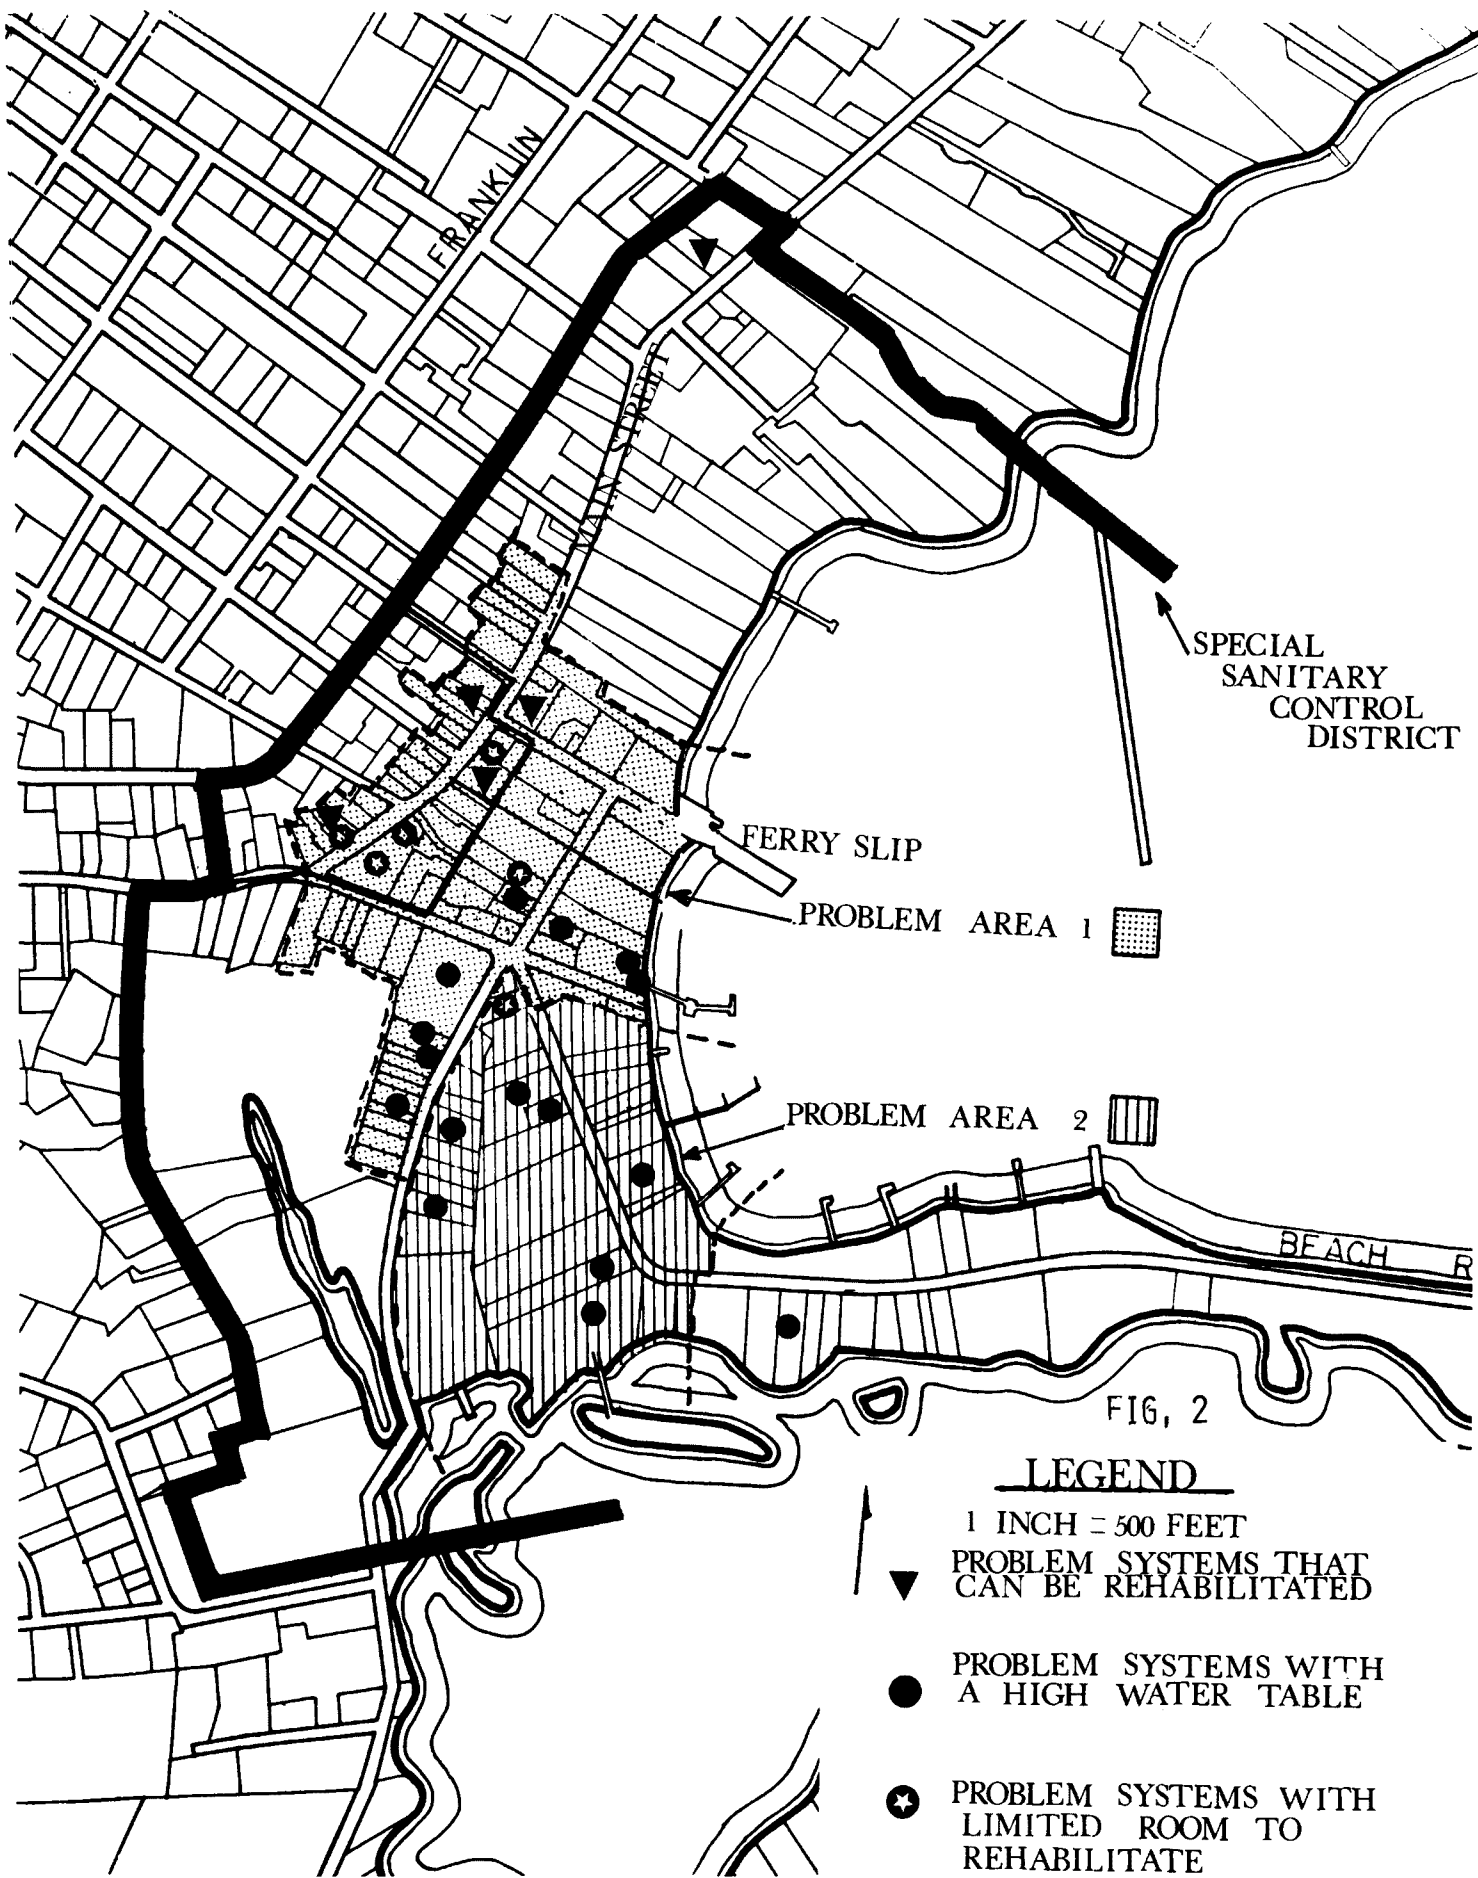 FRANKLIN
MAIN STREET
SPECIAL
SANITARY
CONTROL
DISTRICT
FERRY SLIP
PROBLEM AREA 1
PROBLEM AREA 2
BEACH R
FIG, 2
LEGEND
1 INCH = 500 FEET
PROBLEM SYSTEMS THAT
CAN BE REHABILITATED
PROBLEM SYSTEMS WITH
A HIGH WATER TABLE
PROBLEM SYSTEMS WITH
LIMITED ROOM TO
REHABILITATE